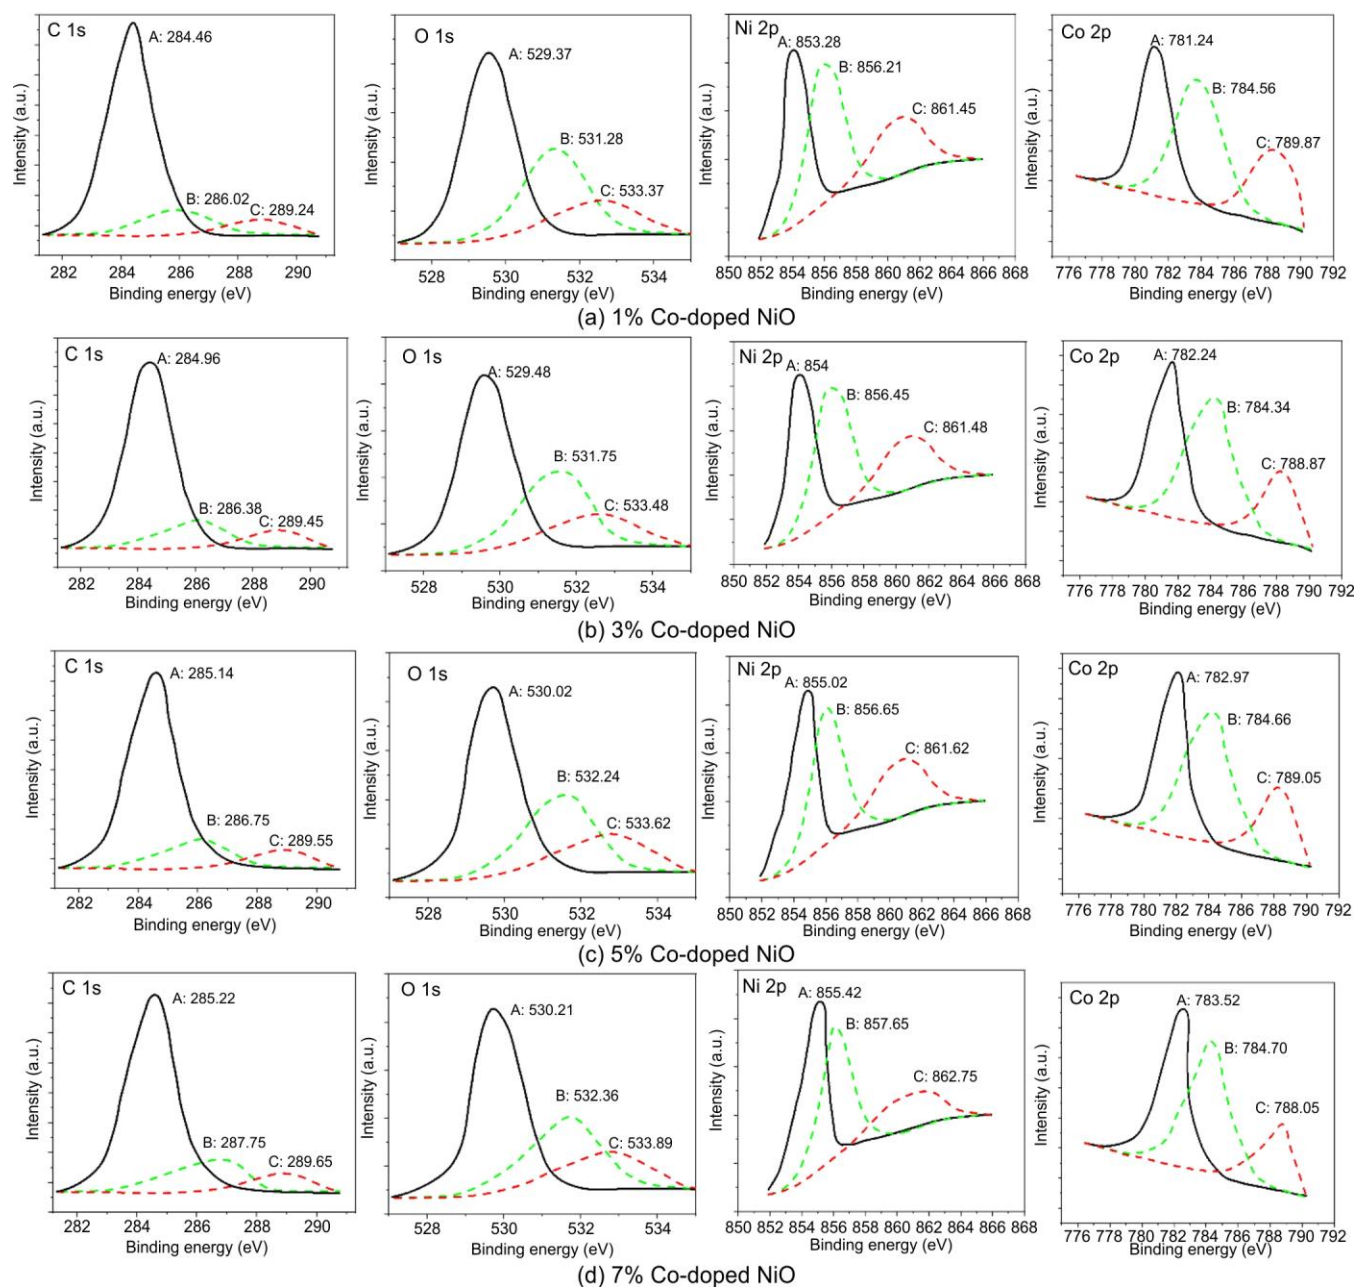 C 1s
A: 284.46
B: 286.02
C: 289.24
Intensity (a.u.)
282 284 286 288 290
Binding energy (eV)
O 1s
A: 529.37
B: 531.28
C: 533.37
Intensity (a.u.)
528 530 532 534
Binding energy (eV)
Ni 2p
A: 853.28
B: 856.21
C: 861.45
Intensity (a.u.)
850 852 854 856 858 860 862 864 866 868
Binding energy (eV)
Co 2p
A: 781.24
B: 784.56
C: 789.87
Intensity (a.u.)
776 778 780 782 784 786 788 790 792
Binding energy (eV)
(a) 1% Co-doped NiO
C 1s
A: 284.96
B: 286.38
C: 289.45
Intensity (a.u.)
282 284 286 288 290
Binding energy (eV)
O 1s
A: 529.48
B: 531.75
C: 533.48
Intensity (a.u.)
528 530 532 534
Binding energy (eV)
Ni 2p
A: 854
B: 856.45
C: 861.48
Intensity (a.u.)
850 852 854 856 858 860 862 864 866 868
Binding energy (eV)
Co 2p
A: 782.24
B: 784.34
C: 788.87
Intensity (a.u.)
776 778 780 782 784 786 788 790 792
Binding energy (eV)
(b) 3% Co-doped NiO
C 1s
A: 285.14
B: 286.75
C: 289.55
Intensity (a.u.)
282 284 286 288 290
Binding energy (eV)
O 1s
A: 530.02
B: 532.24
C: 533.62
Intensity (a.u.)
528 530 532 534
Binding energy (eV)
Ni 2p
A: 855.02
B: 856.65
C: 861.62
Intensity (a.u.)
850 852 854 856 858 860 862 864 866 868
Binding energy (eV)
Co 2p
A: 782.97
B: 784.66
C: 789.05
Intensity (a.u.)
776 778 780 782 784 786 788 790 792
Binding energy (eV)
(c) 5% Co-doped NiO
C 1s
A: 285.22
B: 287.75
C: 289.65
Intensity (a.u.)
282 284 286 288 290
Binding energy (eV)
O 1s
A: 530.21
B: 532.36
C: 533.89
Intensity (a.u.)
528 530 532 534
Binding energy (eV)
Ni 2p
A: 855.42
B: 857.65
C: 862.75
Intensity (a.u.)
850 852 854 856 858 860 862 864 866 868
Binding energy (eV)
Co 2p
A: 783.52
B: 784.70
C: 788.05
Intensity (a.u.)
776 778 780 782 784 786 788 790 792
Binding energy (eV)
(d) 7% Co-doped NiO